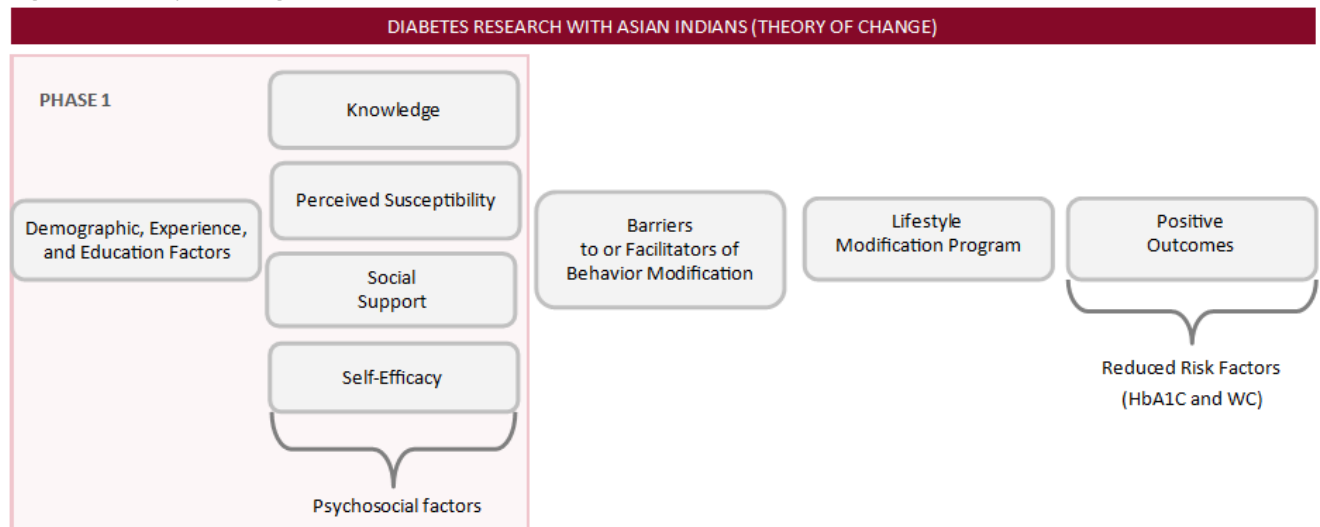 DIABETES RESEARCH WITH ASIAN INDIANS (THEORY OF CHANGE)
PHASE 1
Demographic, Experience,
and Education Factors
Knowledge
Perceived Susceptibility
Social
Support
Self-Efficacy
Psychosocial factors
Barriers
to or Facilitators of
Behavior Modification
Lifestyle
Modification Program
Positive
Outcomes
Reduced Risk Factors
(HbA1C and WC)